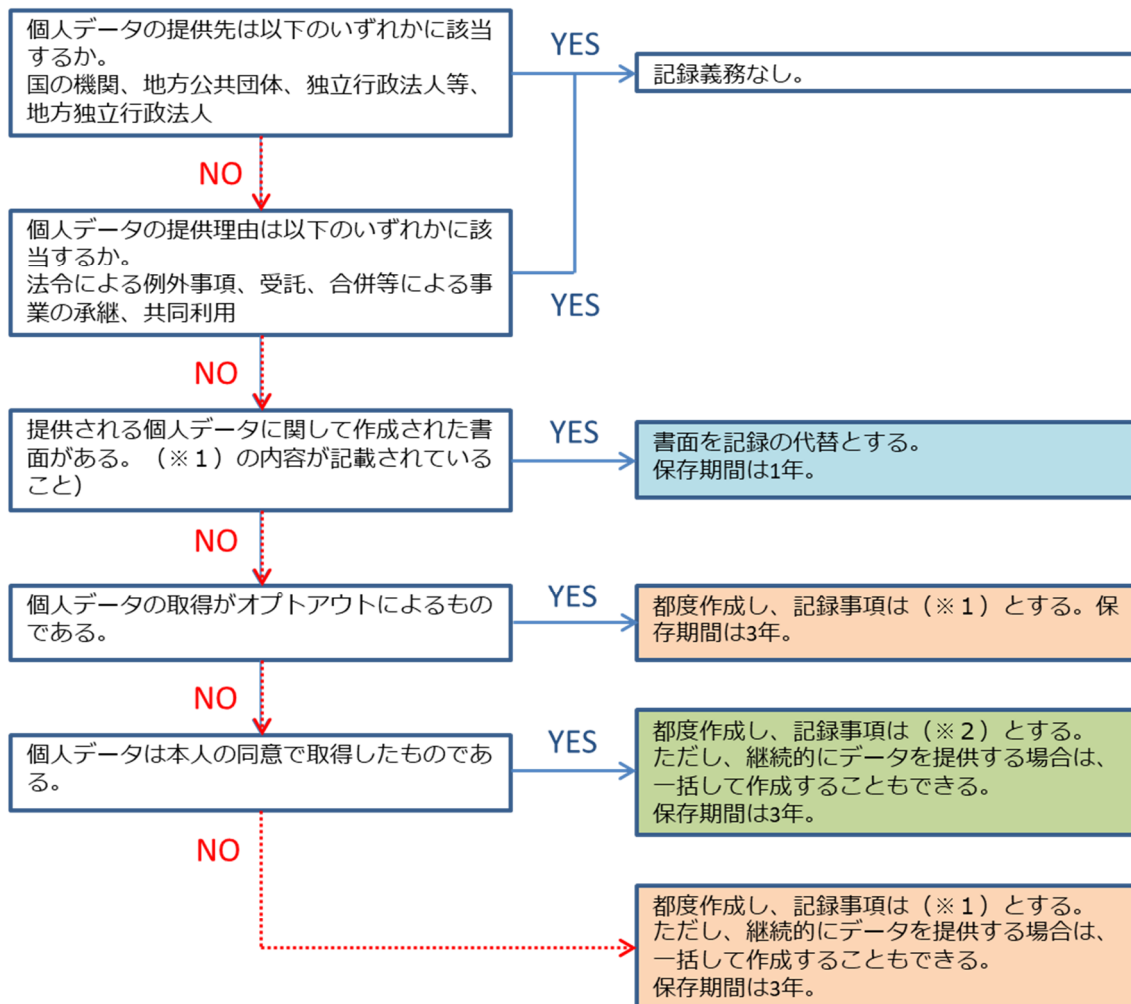 個人データの提供先は以下のいずれかに該当
するか。
国の機関、地方公共団体、独立行政法人等、
地方独立行政法人
YES
記録義務なし。
NO
個人データの提供理由は以下のいずれかに該
当するか。
法令による例外事項、受託、合併等による事
業の承継、共同利用
YES
NO
提供される個人データに関して作成された書
面がある。（※１）の内容が記載されている
こと）
YES
書面を記録の代替とする。
保存期間は1年。
NO
個人データの取得がオプトアウトによるもの
である。
YES
都度作成し、記録事項は（※１）とする。保
存期間は3年。
NO
個人データは本人の同意で取得したものであ
る。
YES
都度作成し、記録事項は（※２）とする。
ただし、継続的にデータを提供する場合は、
一括して作成することもできる。
保存期間は3年。
NO
都度作成し、記録事項は（※１）とする。
ただし、継続的にデータを提供する場合は、
一括して作成することもできる。
保存期間は3年。